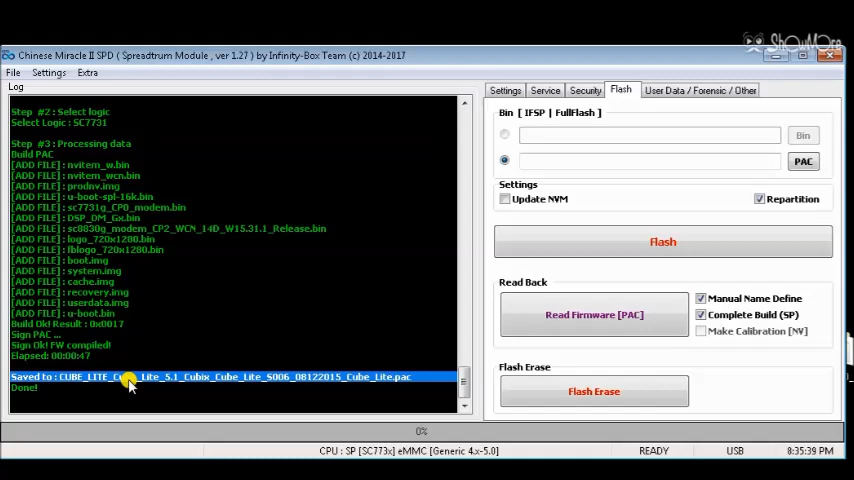 ShowMore
Chinese Miracle II SPD ( Spreadtrum Module , ver 1.27 ) by Infinity-Box Team (c) 2014-2017
File Settings Extra
Log
Step #2: Select logic
Select Logic : SC7731
Step #3: Processing data
Build PAC
[ADD FILE] : nvitem_w.bin
[ADD FILE] : nvitem_wcn.bin
[ADD FILE] : prodnv.img
[ADD FILE] : u-boot-spl-16k.bin
[ADD FILE] : sc7731g_CP0_modem.bin
[ADD FILE] : DSP_DM_Gx.bin
[ADD FILE] : sc8830g_modem_CP2_WCN_14D_W15.31.1_Release.bin
[ADD FILE] : logo_720x1280.bin
[ADD FILE] : fblogo_720x1280.bin
[ADD FILE] : boot.img
[ADD FILE] : system.img
[ADD FILE] : cache.img
[ADD FILE] : recovery.img
[ADD FILE] : userdata.img
[ADD FILE] : u-boot.bin
Build Ok! Result : 0x0017
Sign PAC ...
Sign Ok! FW compiled!
Elapsed: 00:00:47
Saved to : CUBE_LITE_Cube_Lite_5.1_Cubix_Cube_Lite_S006_08122015_Cube_Lite.pac
Done!
Settings Service Security Flash User Data / Forensic / Other
Bin [ IFSP | FullFlash ]
Bin
PAC
Settings
Update NVM Repartition
Flash
Read Back
Read Firmware [PAC]
Manual Name Define
Complete Build (SP)
Make Calibration [NV]
Flash Erase
Flash Erase
0%
CPU : SP [SC773x] eMMC [Generic 4.x-5.0] READY USB 8:35:39 PM